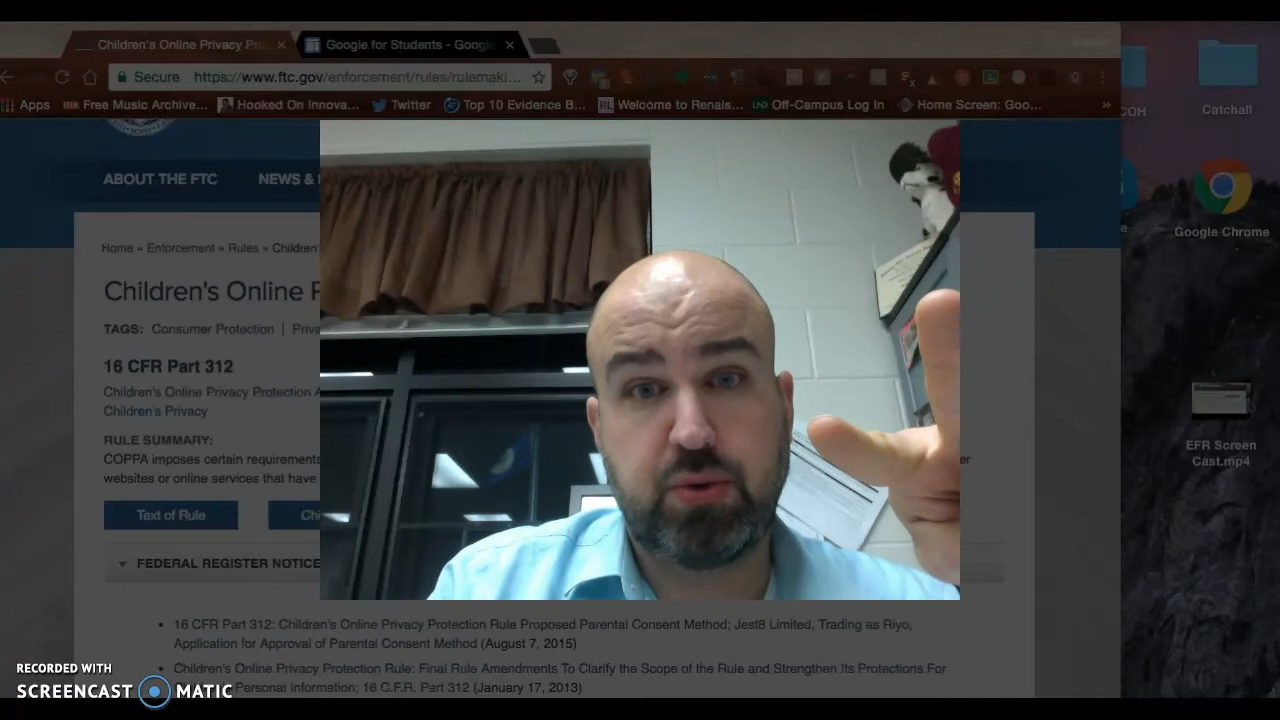 Children's Online Privacy Pro
Google for Students - Google
Secure https://www.ftc.gov/enforcement/rules/rulemaki...
Apps Free Music Archive... Hooked On Innova... Twitter Top 10 Evidence B... RL Welcome to Renais... UND Off-Campus Log In Home Screen: Goo... »
COH
Catchall
ABOUT THE FTC NEWS &
Google Chrome
Home » Enforcement » Rules » Children'
Children's Online P
TAGS: Consumer Protection | Priva
16 CFR Part 312
Children's Online Privacy Protection A
Children's Privacy
RULE SUMMARY:
COPPA imposes certain requirements
websites or online services that have
EFR Screen
Cast.mp4
Text of Rule Chi
FEDERAL REGISTER NOTICE
• 16 CFR Part 312: Children's Online Privacy Protection Rule Proposed Parental Consent Method; Jest8 Limited, Trading as Riyo,
Application for Approval of Parental Consent Method (August 7, 2015)
• Children's Online Privacy Protection Rule: Final Rule Amendments To Clarify the Scope of the Rule and Strengthen Its Protections For
Personal Information; 16 C.F.R. Part 312 (January 17, 2013)
RECORDED WITH
SCREENCAST MATIC